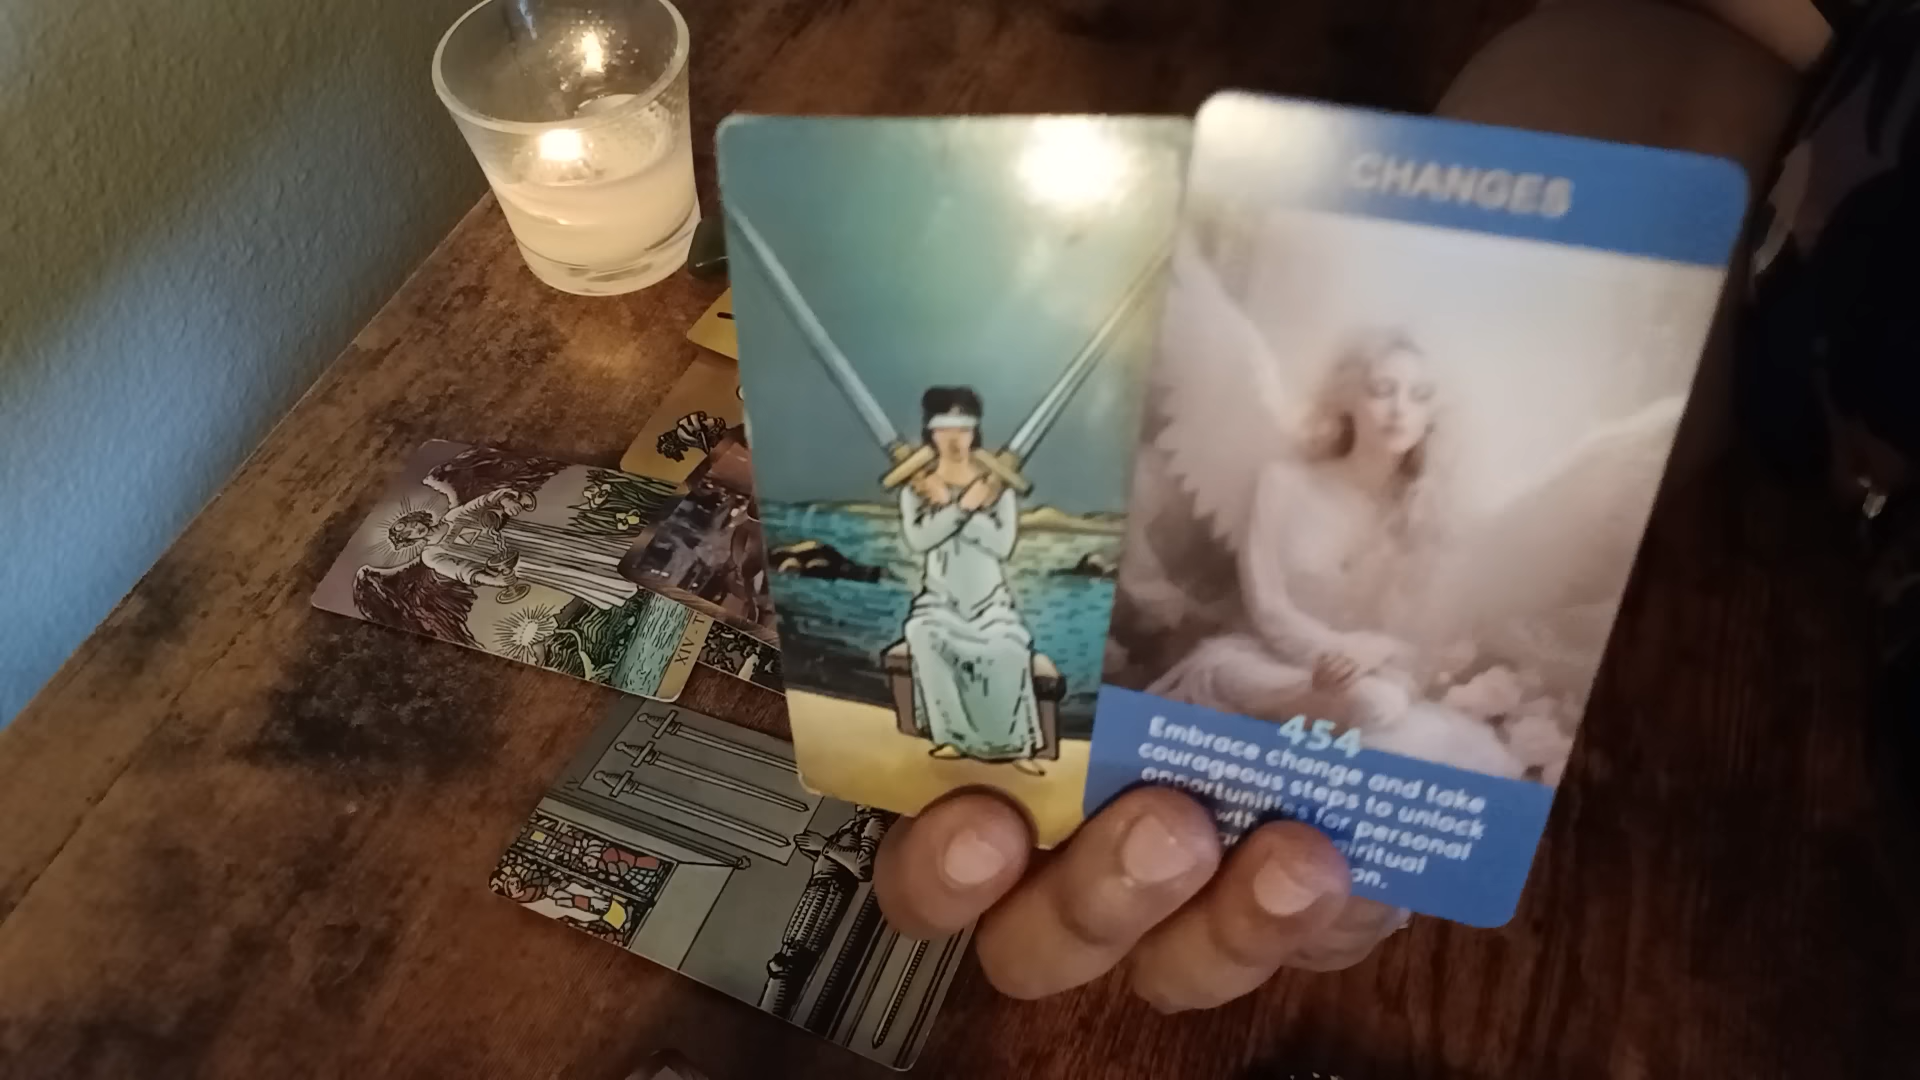 CHANGES
454
Embrace change and take
courageous steps to unlock
opportunities for personal
spiritual
XIV - T